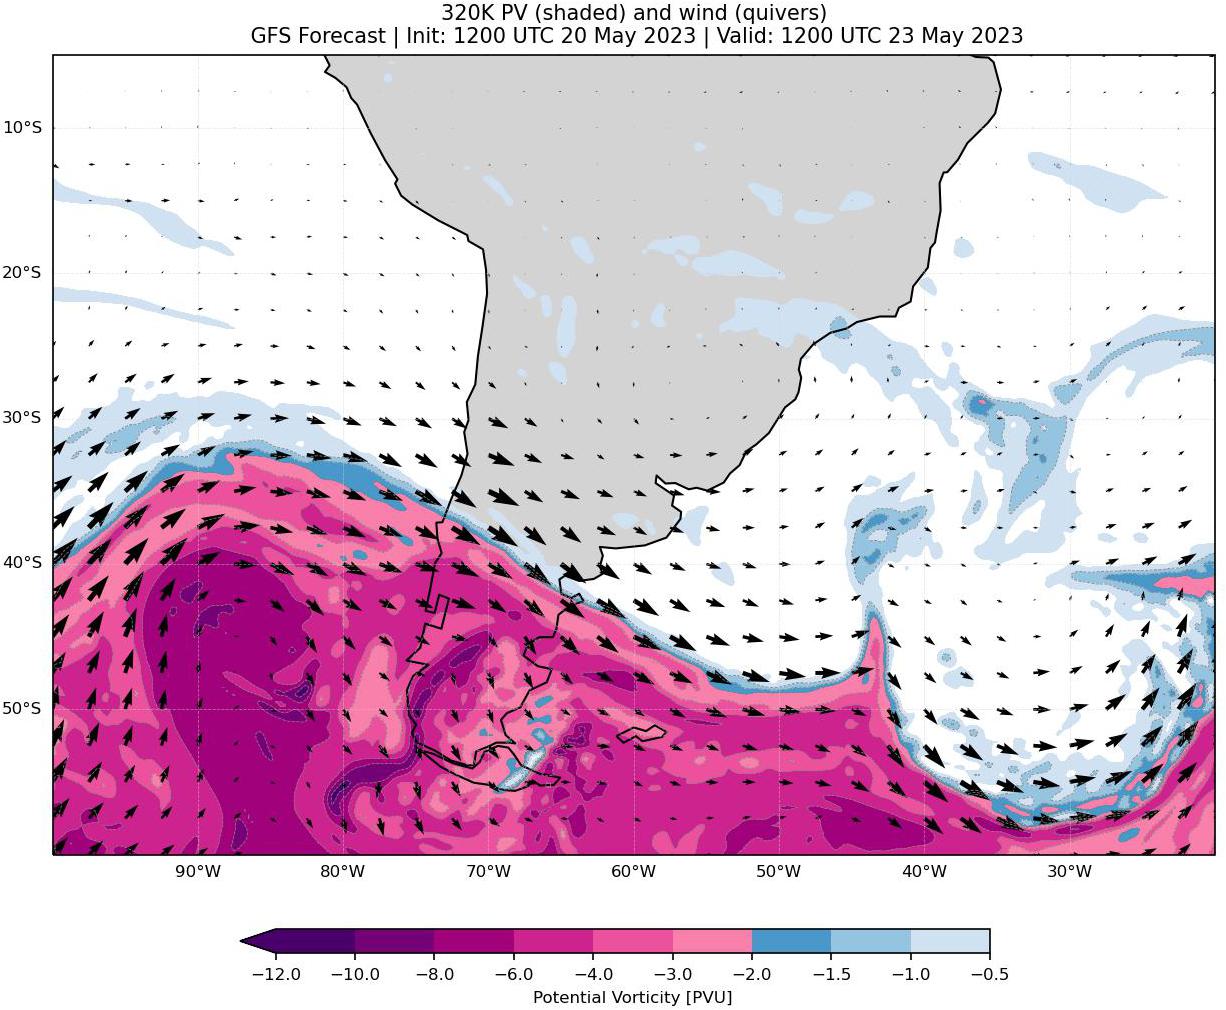 320K PV (shaded) and wind (quivers)
GFS Forecast | Init: 1200 UTC 20 May 2023 | Valid: 1200 UTC 23 May 2023
10°S
20°S
30°S
40°S
50°S
90°W 80°W 70°W 60°W 50°W 40°W 30°W
−12.0 −10.0 −8.0 −6.0 −4.0 −3.0 −2.0 −1.5 −1.0 −0.5
Potential Vorticity [PVU]